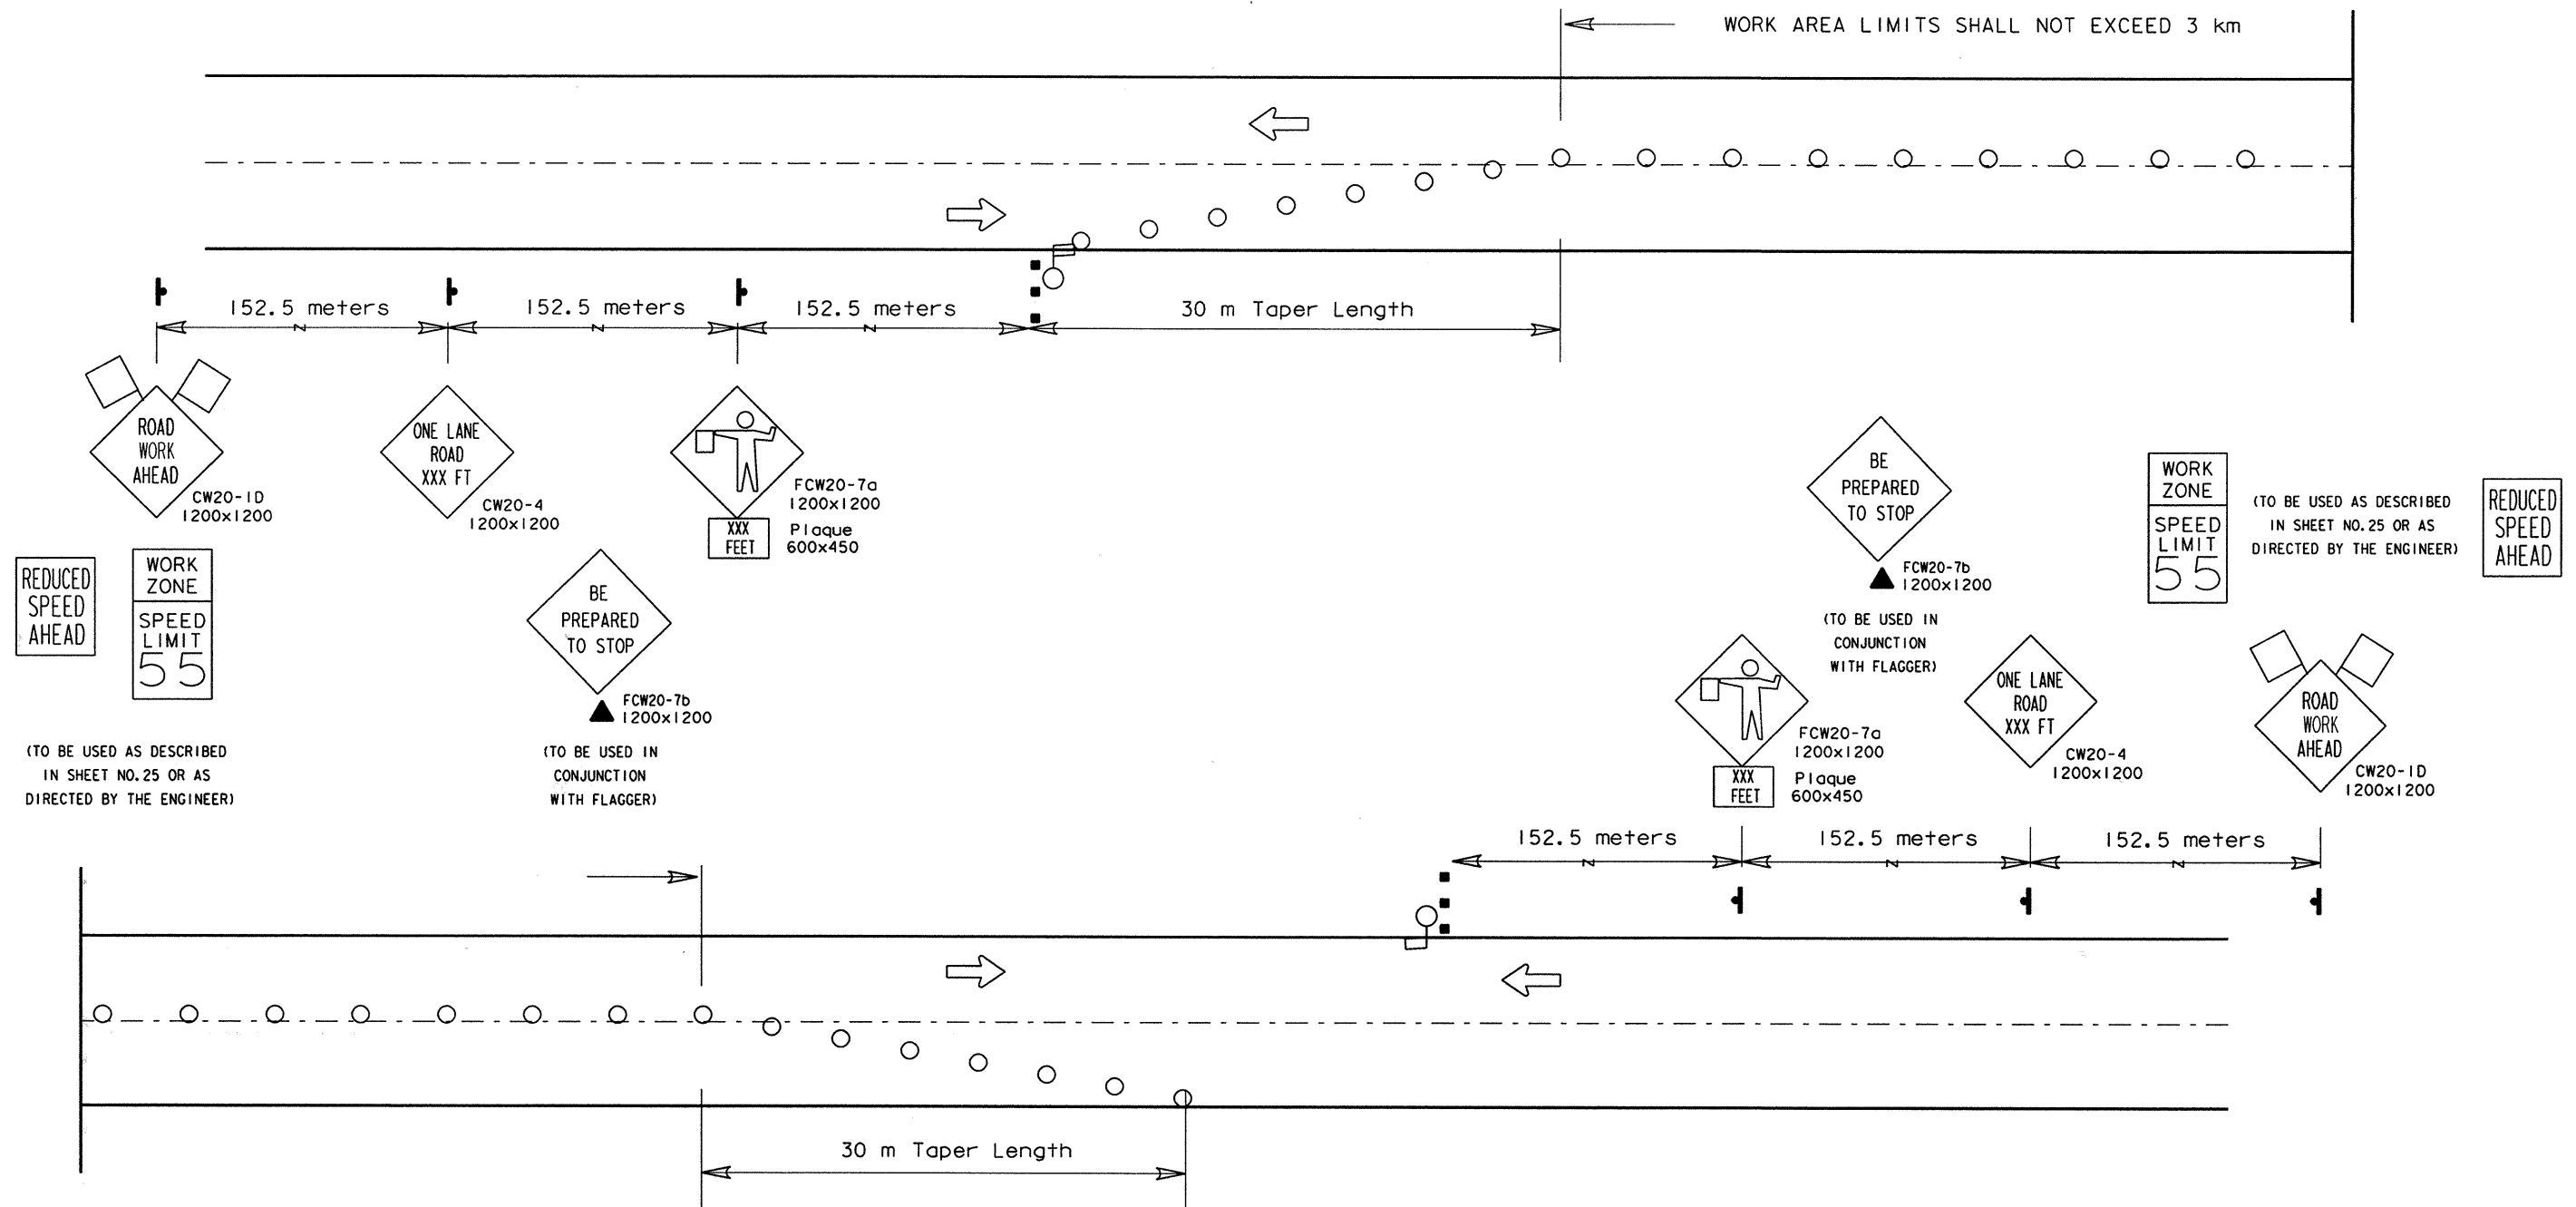 WORK AREA LIMITS SHALL NOT EXCEED 3 km
152.5 meters
152.5 meters
152.5 meters
30 m Taper Length
ROAD
WORK
AHEAD
CW20-1D
1200x1200
ONE LANE
ROAD
XXX FT
CW20-4
1200x1200
FCW20-7a
1200x1200
XXX
FEET
Plaque
600x450
REDUCED
SPEED
AHEAD
WORK
ZONE
SPEED
LIMIT
55
(TO BE USED AS DESCRIBED
IN SHEET NO.25 OR AS
DIRECTED BY THE ENGINEER)
BE
PREPARED
TO STOP
FCW20-7b
1200x1200
(TO BE USED IN
CONJUNCTION
WITH FLAGGER)
BE
PREPARED
TO STOP
FCW20-7b
1200x1200
(TO BE USED IN
CONJUNCTION
WITH FLAGGER)
WORK
ZONE
SPEED
LIMIT
55
(TO BE USED AS DESCRIBED
IN SHEET NO.25 OR AS
DIRECTED BY THE ENGINEER)
REDUCED
SPEED
AHEAD
FCW20-7a
1200x1200
XXX
FEET
Plaque
600x450
ONE LANE
ROAD
XXX FT
CW20-4
1200x1200
ROAD
WORK
AHEAD
CW20-1D
1200x1200
152.5 meters
152.5 meters
152.5 meters
30 m Taper Length